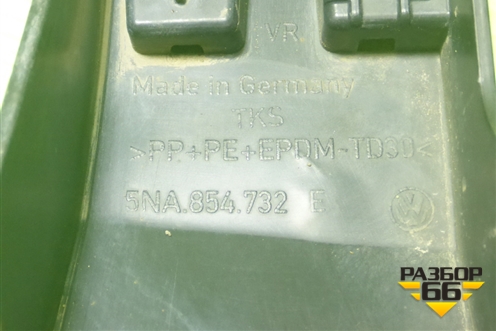 VR
Made in Germany
TKS
>PP+PE+EPDM-TD30<
5NA.854.732 E
РАЗБОР
66